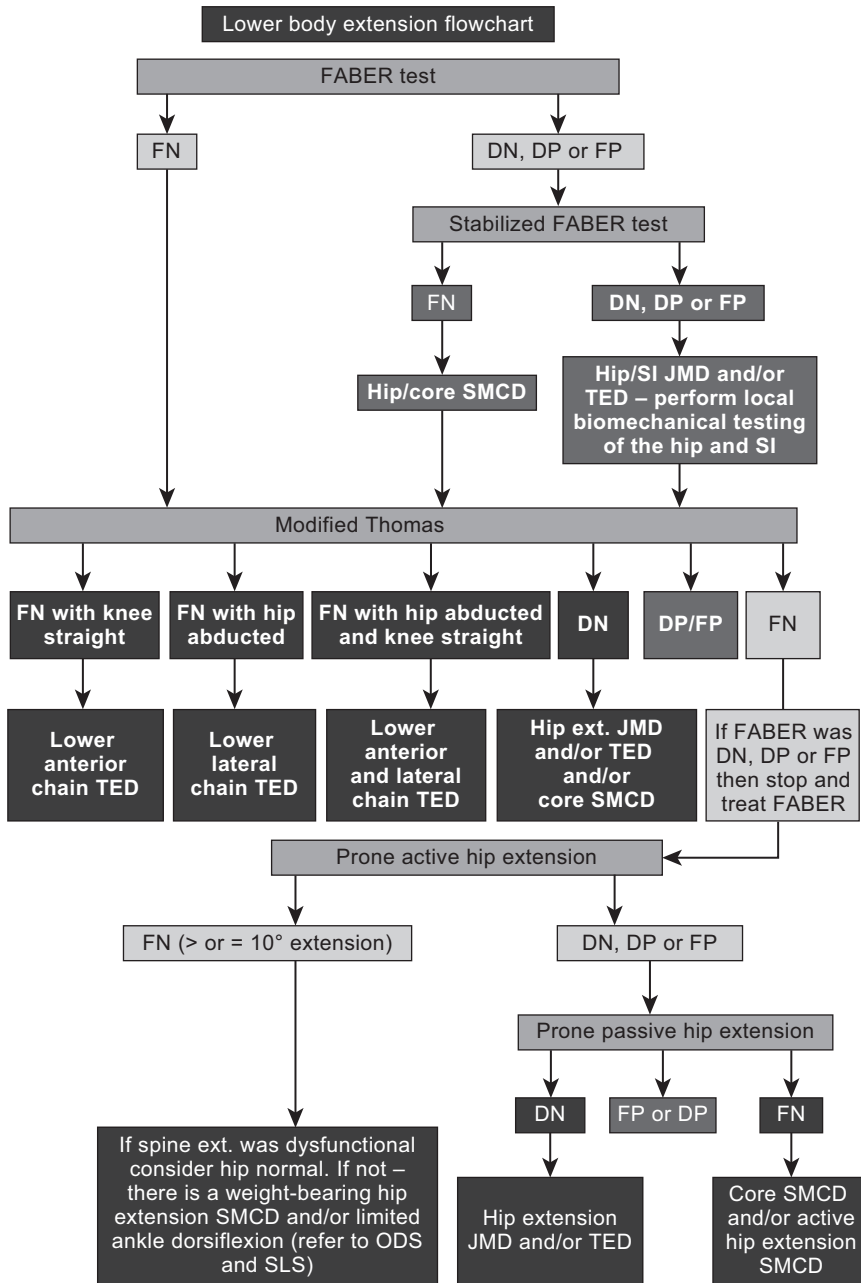 Lower body extension flowchart
FABER test
FN
DN, DP or FP
Stabilized FABER test
FN
DN, DP or FP
Hip/core SMCD
Hip/SI JMD and/or
TED – perform local
biomechanical testing
of the hip and SI
Modified Thomas
FN with knee
straight
FN with hip
abducted
FN with hip abducted
and knee straight
DN
DP/FP
FN
Lower
anterior
chain TED
Lower
lateral
chain TED
Lower
anterior
and lateral
chain TED
Hip ext. JMD
and/or TED
and/or
core SMCD
If FABER was
DN, DP or FP
then stop and
treat FABER
Prone active hip extension
FN (> or = 10° extension)
DN, DP or FP
Prone passive hip extension
DN
FP or DP
FN
If spine ext. was dysfunctional
consider hip normal. If not –
there is a weight-bearing hip
extension SMCD and/or limited
ankle dorsiflexion (refer to ODS
and SLS)
Hip extension
JMD and/or TED
Core SMCD
and/or active
hip extension
SMCD